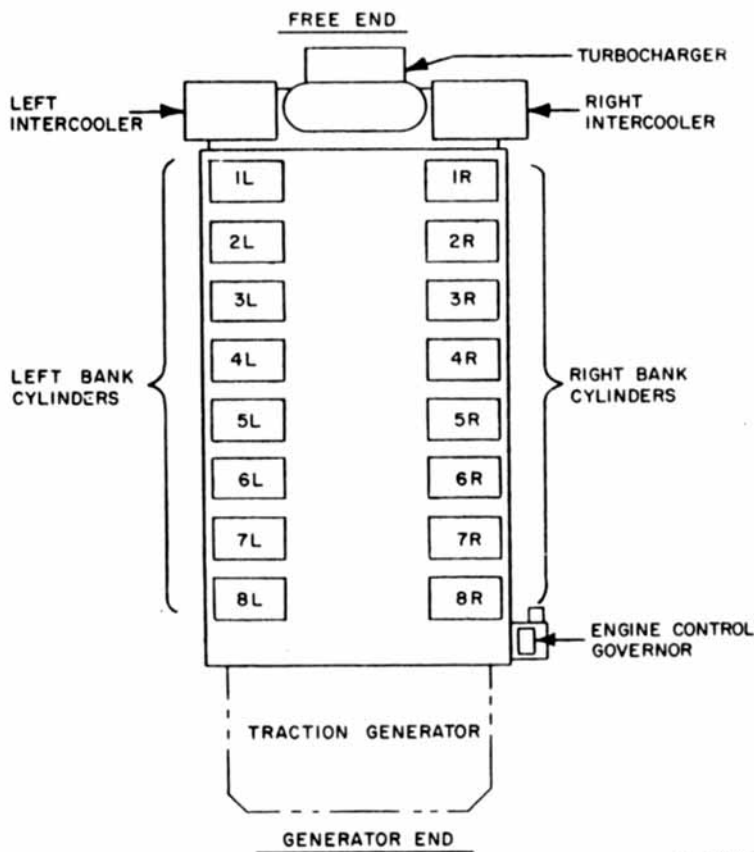 FREE END
TURBOCHARGER
LEFT
INTERCOOLER
RIGHT
INTERCOOLER
1L
1R
2L
2R
3L
3R
4L
4R
LEFT BANK
CYLINDERS
RIGHT BANK
CYLINDERS
5L
5R
6L
6R
7L
7R
8L
8R
ENGINE CONTROL
GOVERNOR
TRACTION GENERATOR
GENERATOR END